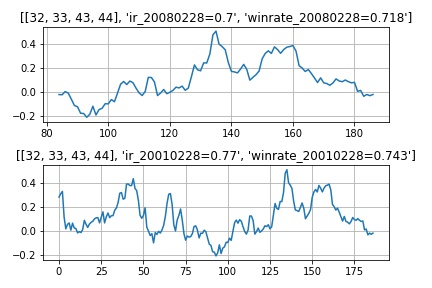 [[32, 33, 43, 44], 'ir_20080228=0.7', 'winrate_20080228=0.718']
0.4
0.2
0.0
−0.2
80 100 120 140 160 180
[[32, 33, 43, 44], 'ir_20010228=0.77', 'winrate_20010228=0.743']
0.4
0.2
0.0
−0.2
0 25 50 75 100 125 150 175